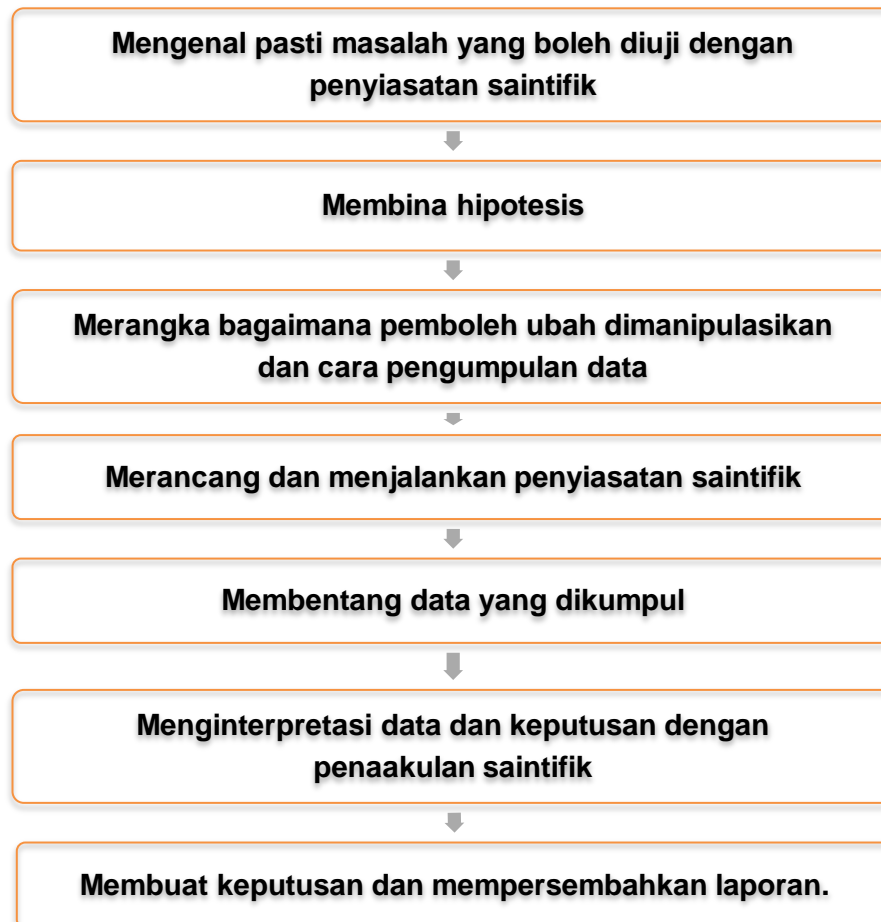 Mengenal pasti masalah yang boleh diuji dengan
penyiasatan saintifik
Membina hipotesis
Merangka bagaimana pemboleh ubah dimanipulasikan
dan cara pengumpulan data
Merancang dan menjalankan penyiasatan saintifik
Membentang data yang dikumpul
Menginterpretasi data dan keputusan dengan
penaakulan saintifik
Membuat keputusan dan mempersembahkan laporan.